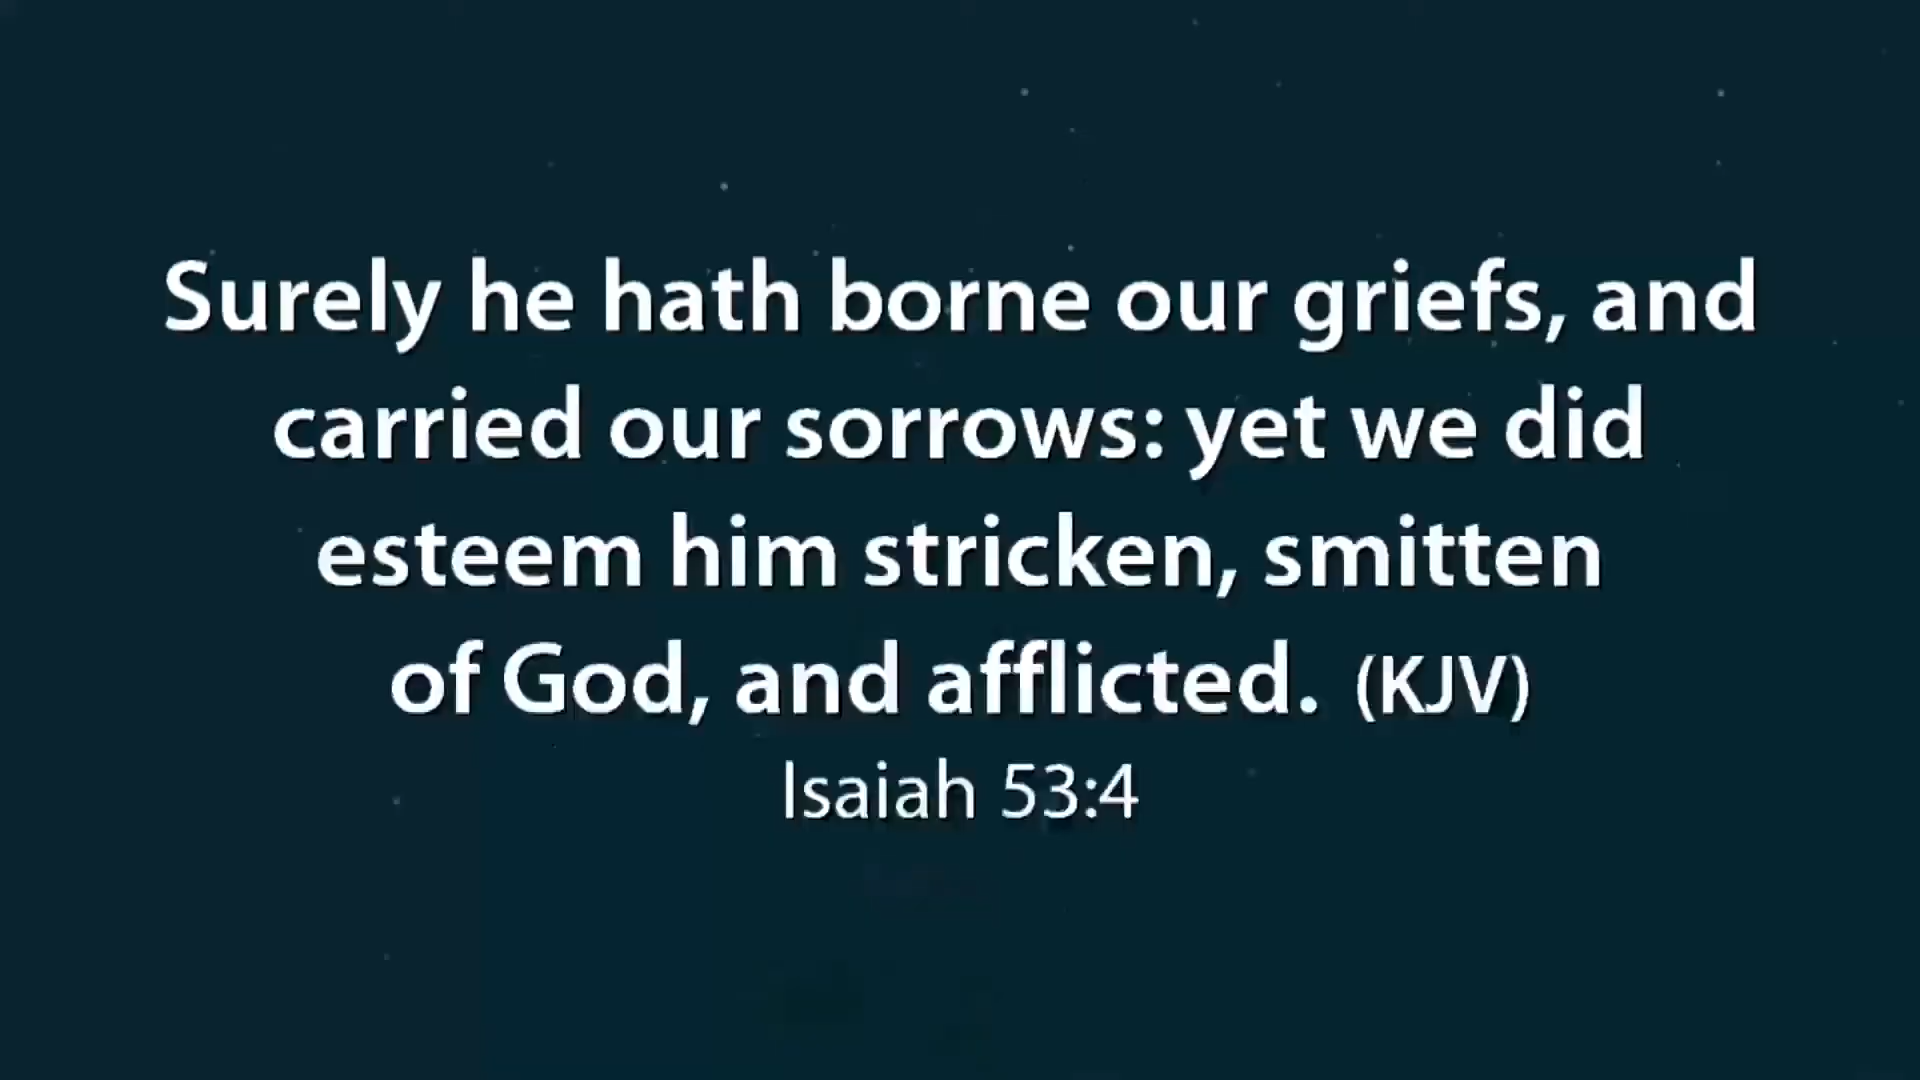 Surely he hath borne our griefs, and
carried our sorrows: yet we did
esteem him stricken, smitten
of God, and afflicted. (KJV)
Isaiah 53:4